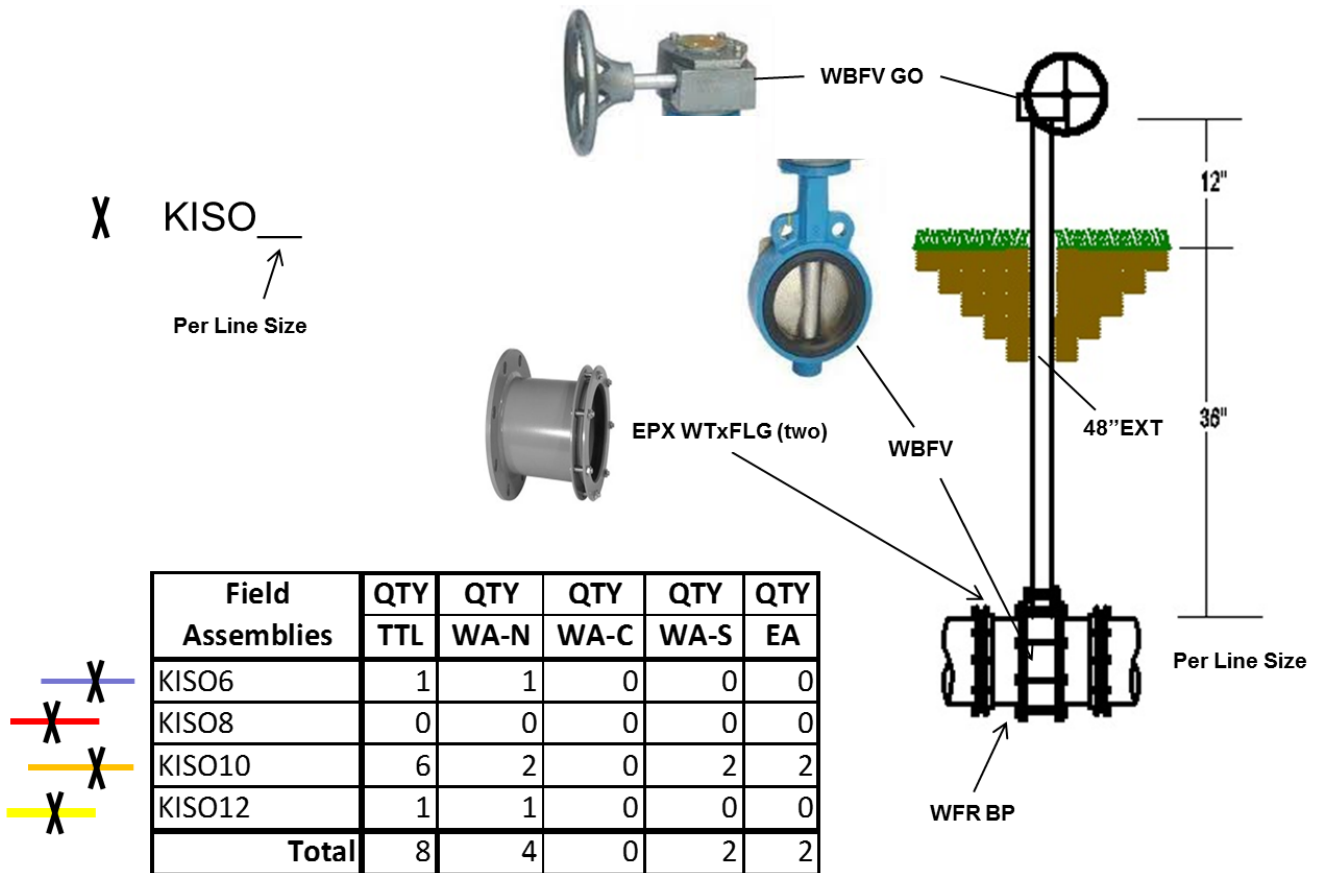 WBFV GO
12"
KISO__
Per Line Size
36"
48”EXT
EPX WTxFLG (two)
WBFV
Field Assemblies QTY TTL QTY WA-N QTY WA-C QTY WA-S QTY EA
KISO6 1 1 0 0 0
KISO8 0 0 0 0 0
KISO10 6 2 0 2 2
KISO12 1 1 0 0 0
Total 8 4 0 2 2
Per Line Size
WFR BP